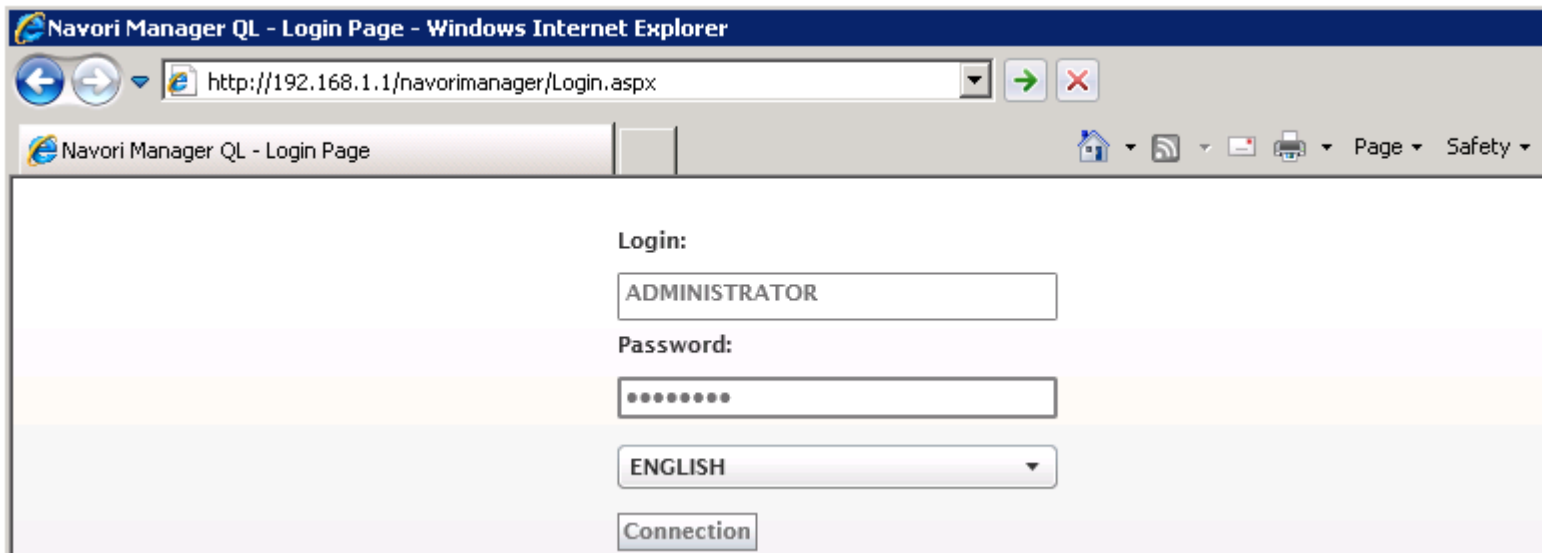 Navori Manager QL - Login Page - Windows Internet Explorer
http://192.168.1.1/navorimanager/Login.aspx
Navori Manager QL - Login Page
Page
Safety
Login:
ADMINISTRATOR
Password:
••••••••
ENGLISH
Connection